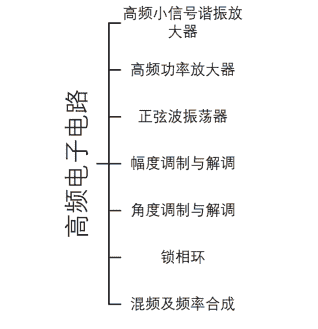 高频电子电路
高频小信号谐振放
大器
高频功率放大器
正弦波振荡器
幅度调制与解调
角度调制与解调
锁相环
混频及频率合成